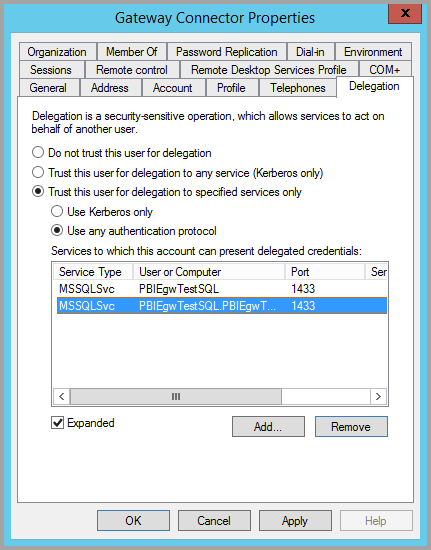 Gateway Connector Properties
x
Organization Member Of Password Replication Dial-in Environment
Sessions Remote control Remote Desktop Services Profile COM+
General Address Account Profile Telephones Delegation
Delegation is a security-sensitive operation, which allows services to act on
behalf of another user.
Do not trust this user for delegation
Trust this user for delegation to any service (Kerberos only)
Trust this user for delegation to specified services only
Use Kerberos only
Use any authentication protocol
Services to which this account can present delegated credentials:
Service Type User or Computer Port Ser
MSSQLSvc PBIEgwTestSQL 1433
MSSQLSvc PBIEgwTestSQL.PBIEgwT... 1433
Expanded Add... Remove
OK Cancel Apply Help